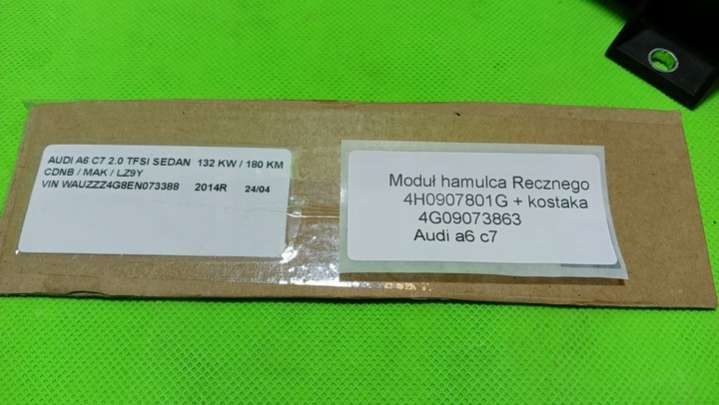 AUDI A6 C7 2.0 TFSI SEDAN 132 KW / 180 KM
CDNB / MAK / LZ9Y
VIN WAUZZZ4G8EN073388 2014R 24/04
Moduł hamulca Recznego
4H0907801G + kostaka
4G09073863
Audi a6 c7